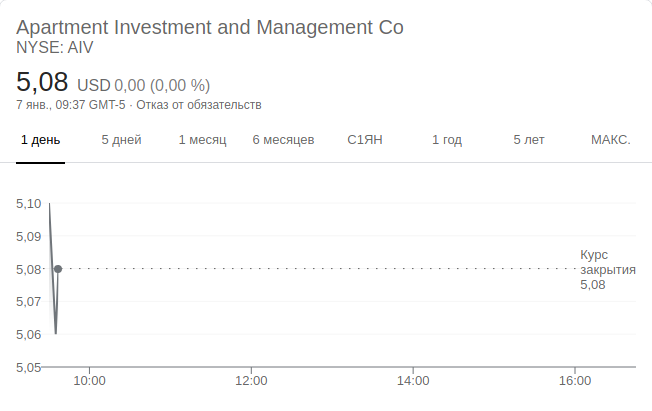 Apartment Investment and Management Co
NYSE: AIV
5,08 USD 0,00 (0,00 %)
7 янв., 09:37 GMT-5 · Отказ от обязательств
1 день 5 дней 1 месяц 6 месяцев С1ЯН 1 год 5 лет МАКС.
5,10
5,09
5,08
5,07
5,06
5,05
Курс
закрытия
5,08
10:00 12:00 14:00 16:00